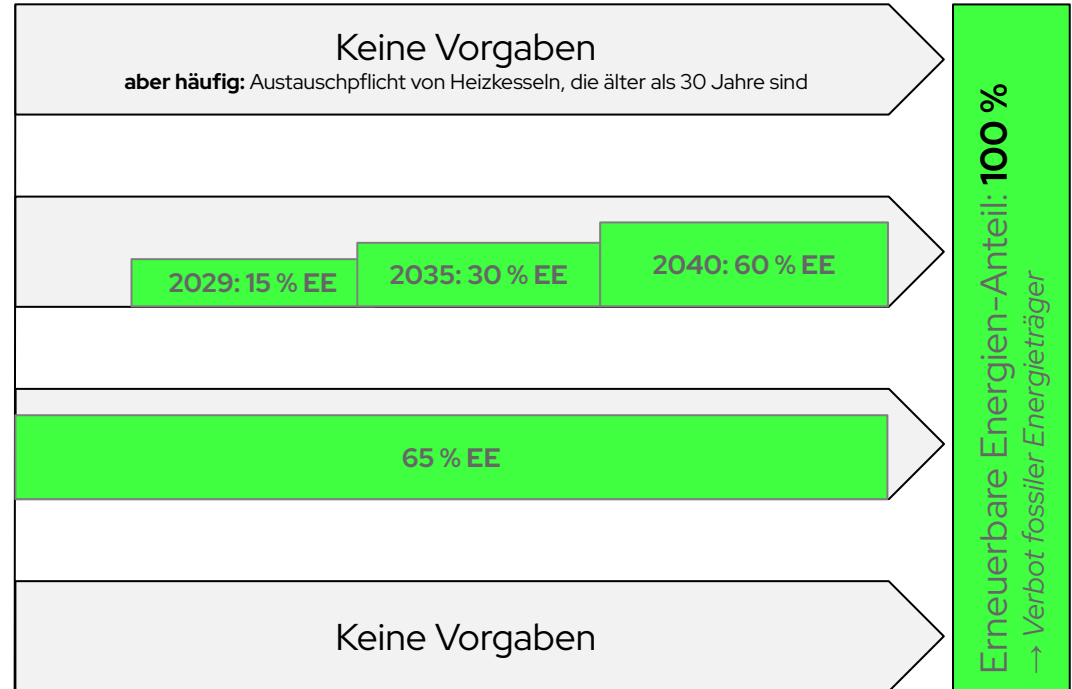 Keine Vorgaben
aber häufig: Austauschpflicht von Heizkesseln, die älter als 30 Jahre sind
2029: 15 % EE
2035: 30 % EE
2040: 60 % EE
65 % EE
Keine Vorgaben
Erneuerbare Energien-Anteil: 100 %
→ Verbot fossiler Energieträger